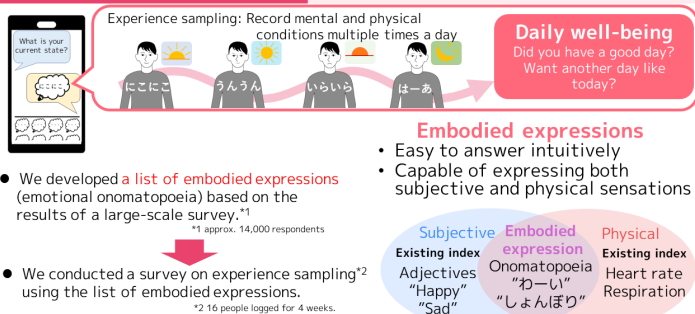 Experience sampling: Record mental and physical
conditions multiple times a day
What is your
current state?
にこにこ
にこにこ
うんうん
いらいら
はーあ
Daily well-being
Did you have a good day?
Want another day like
today?
Embodied expressions
• Easy to answer intuitively
• Capable of expressing both
subjective and physical sensations
● We developed a list of embodied expressions
(emotional onomatopoeia) based on the
results of a large-scale survey.*1
*1 approx. 14,000 respondents
● We conducted a survey on experience sampling*2
using the list of embodied expressions.
*2 16 people logged for 4 weeks.
Subjective
Existing index
Adjectives
“Happy”
“Sad”
Embodied
expression
Onomatopoeia
”わーい”
“しょんぼり”
Physical
Existing index
Heart rate
Respiration